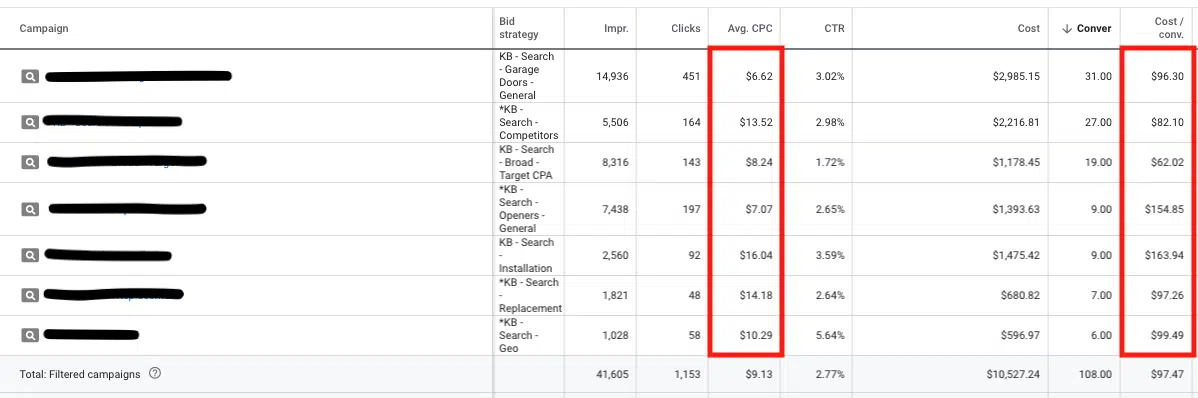 Campaign Bid strategy Impr. Clicks Avg. CPC CTR Cost Conver Cost / conv.
KB - Search - Garage Doors - General 14,936 451 $6.62 3.02% $2,985.15 31.00 $96.30
*KB - Search - Competitors 5,506 164 $13.52 2.98% $2,216.81 27.00 $82.10
KB - Search - Broad - Target CPA 8,316 143 $8.24 1.72% $1,178.45 19.00 $62.02
*KB - Search - Openers - General 7,438 197 $7.07 2.65% $1,393.63 9.00 $154.85
KB - Search - Installation 2,560 92 $16.04 3.59% $1,475.42 9.00 $163.94
*KB - Search - Replacement 1,821 48 $14.18 2.64% $680.82 7.00 $97.26
*KB - Search - Geo 1,028 58 $10.29 5.64% $596.97 6.00 $99.49
Total: Filtered campaigns 41,605 1,153 $9.13 2.77% $10,527.24 108.00 $97.47